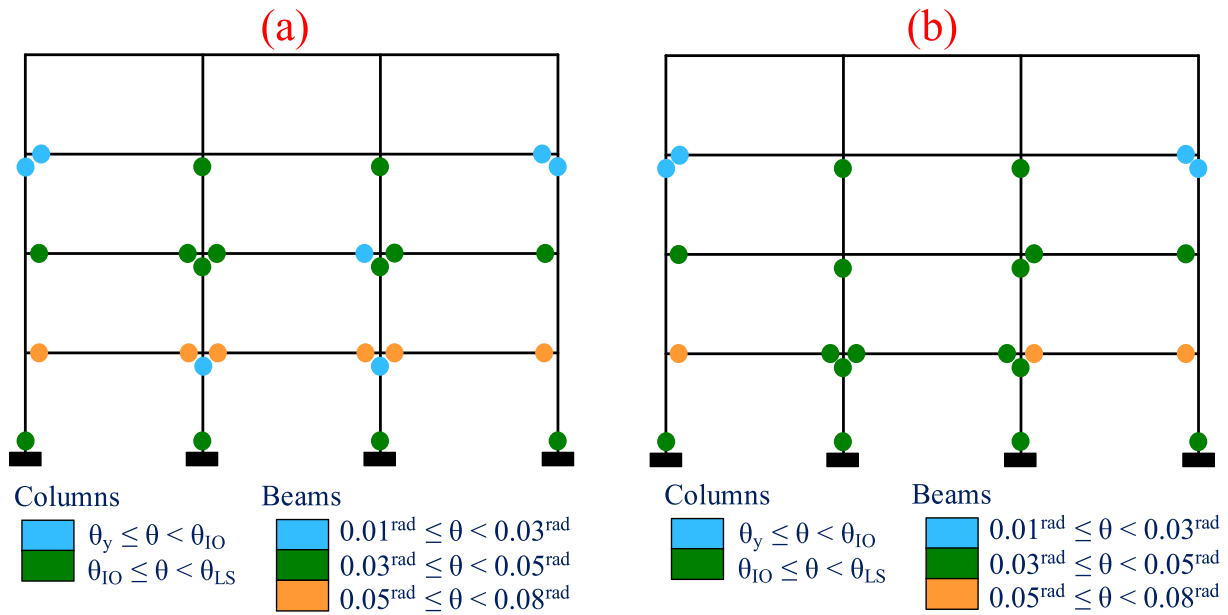 (a)
(b)
Columns
θy ≤ θ < θIO
θIO ≤ θ < θLS
Beams
0.01rad ≤ θ < 0.03rad
0.03rad ≤ θ < 0.05rad
0.05rad ≤ θ < 0.08rad
Columns
θy ≤ θ < θIO
θIO ≤ θ < θLS
Beams
0.01rad ≤ θ < 0.03rad
0.03rad ≤ θ < 0.05rad
0.05rad ≤ θ < 0.08rad